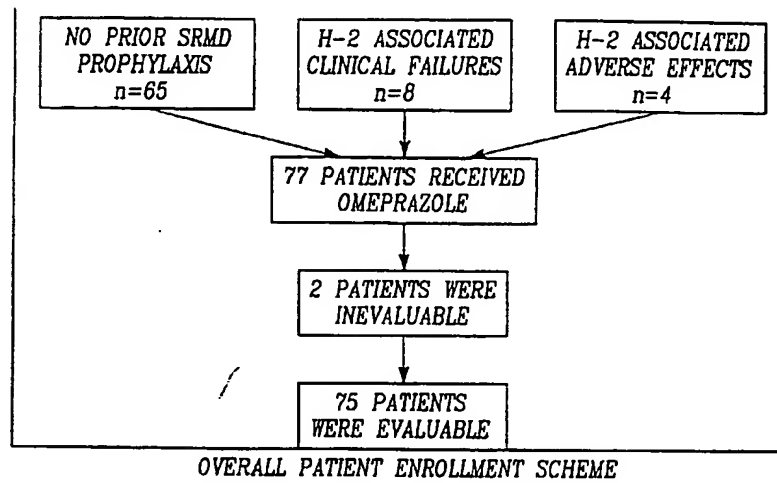 NO PRIOR SRMD
PROPHYLAXIS
n=65
H-2 ASSOCIATED
CLINICAL FAILURES
n=8
H-2 ASSOCIATED
ADVERSE EFFECTS
n=4
77 PATIENTS RECEIVED
OMEPRAZOLE
2 PATIENTS WERE
INEVALUABLE
75 PATIENTS
WERE EVALUABLE
OVERALL PATIENT ENROLLMENT SCHEME